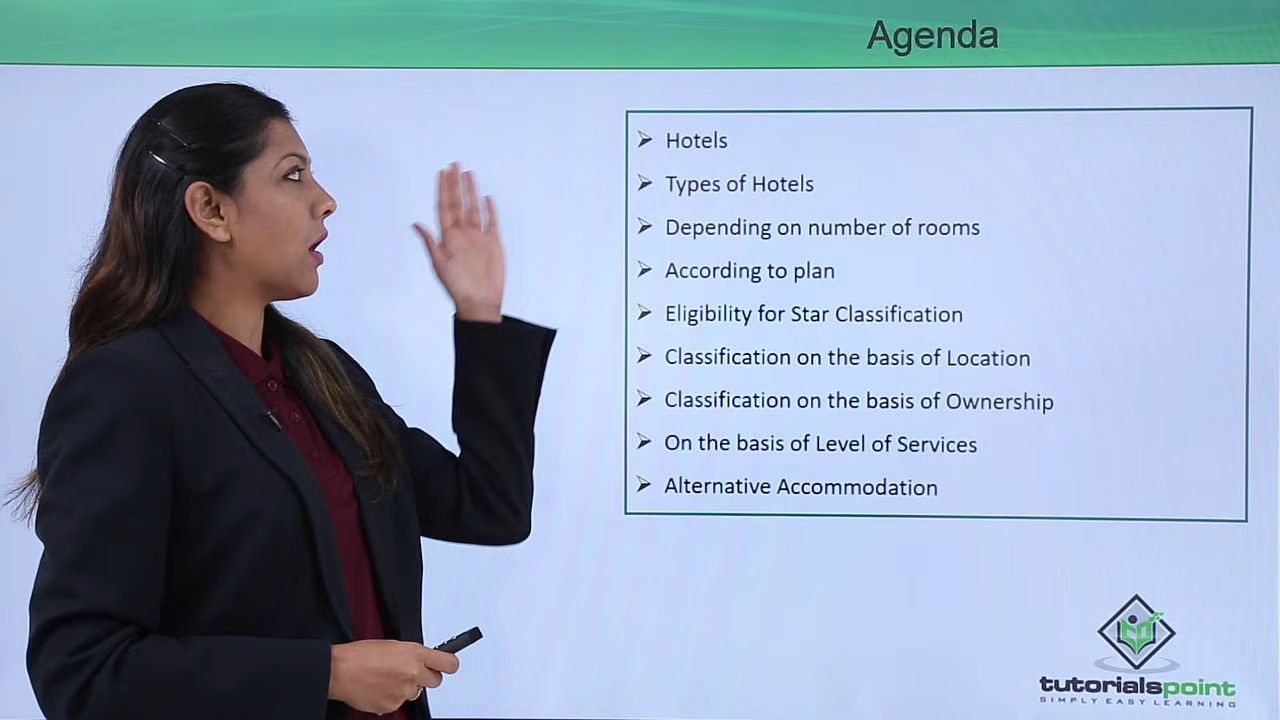 Agenda
Hotels
Types of Hotels
Depending on number of rooms
According to plan
Eligibility for Star Classification
Classification on the basis of Location
Classification on the basis of Ownership
On the basis of Level of Services
Alternative Accommodation
tutorialspoint
SIMPLY EASY LEARNING